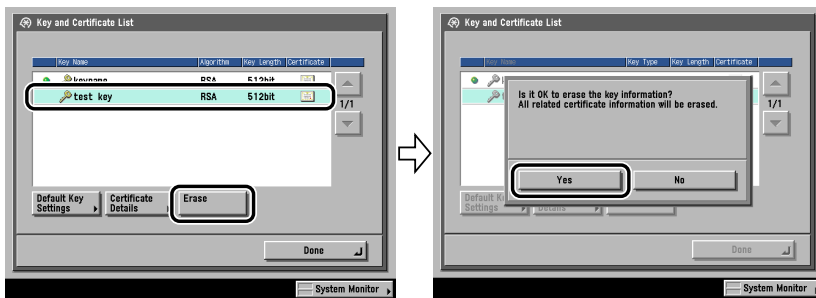 Key and Certificate List
Key Name Algorithm Key Length Certificate
keyname RSA 512bit
test key RSA 512bit
1/1
Default Key Settings
Certificate Details
Erase
Done
System Monitor
Key and Certificate List
Key Name Key Type Key Length Certificate
Is it OK to erase the key information?
All related certificate information will be erased.
1/1
Yes No
Default Key
Settings Details
Done
System Monitor